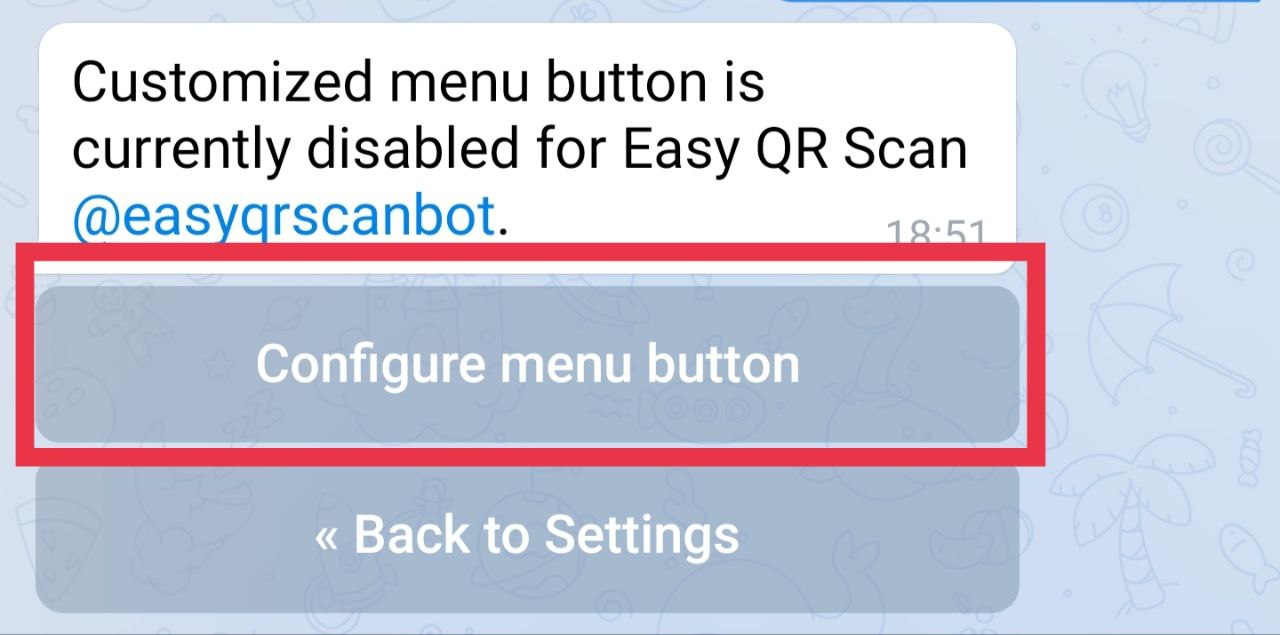 Customized menu button is
currently disabled for Easy QR Scan
@easyqrscanbot.
18:51
Configure menu button
« Back to Settings